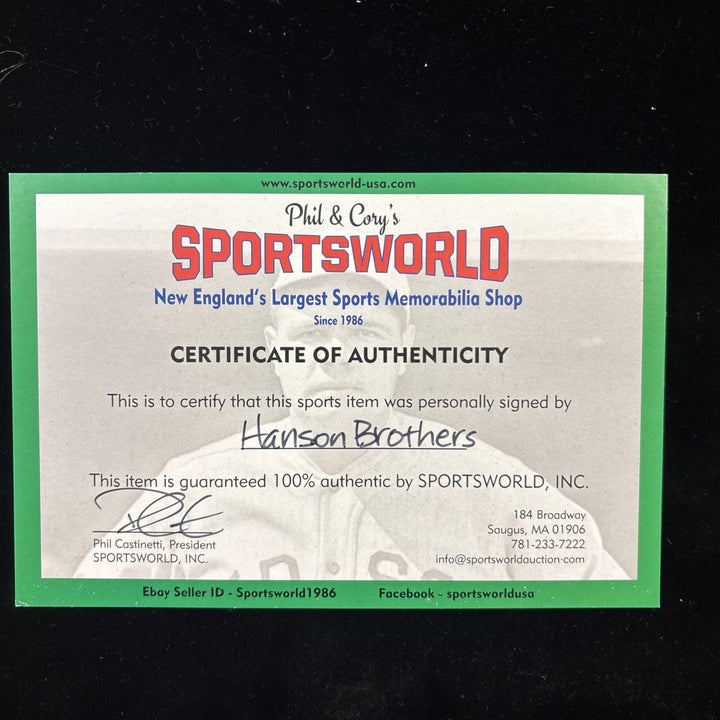 www.sportsworld-usa.com
Phil & Cory's
SPORTSWORLD
New England's Largest Sports Memorabilia Shop
Since 1986
CERTIFICATE OF AUTHENTICITY
This is to certify that this sports item was personally signed by
Hanson Brothers
This item is guaranteed 100% authentic by SPORTSWORLD, INC.
Phil Castinetti, President
SPORTSWORLD, INC.
184 Broadway
Saugus, MA 01906
781-233-7222
info@sportsworldauction.com
Ebay Seller ID - Sportsworld1986 Facebook - sportsworldusa